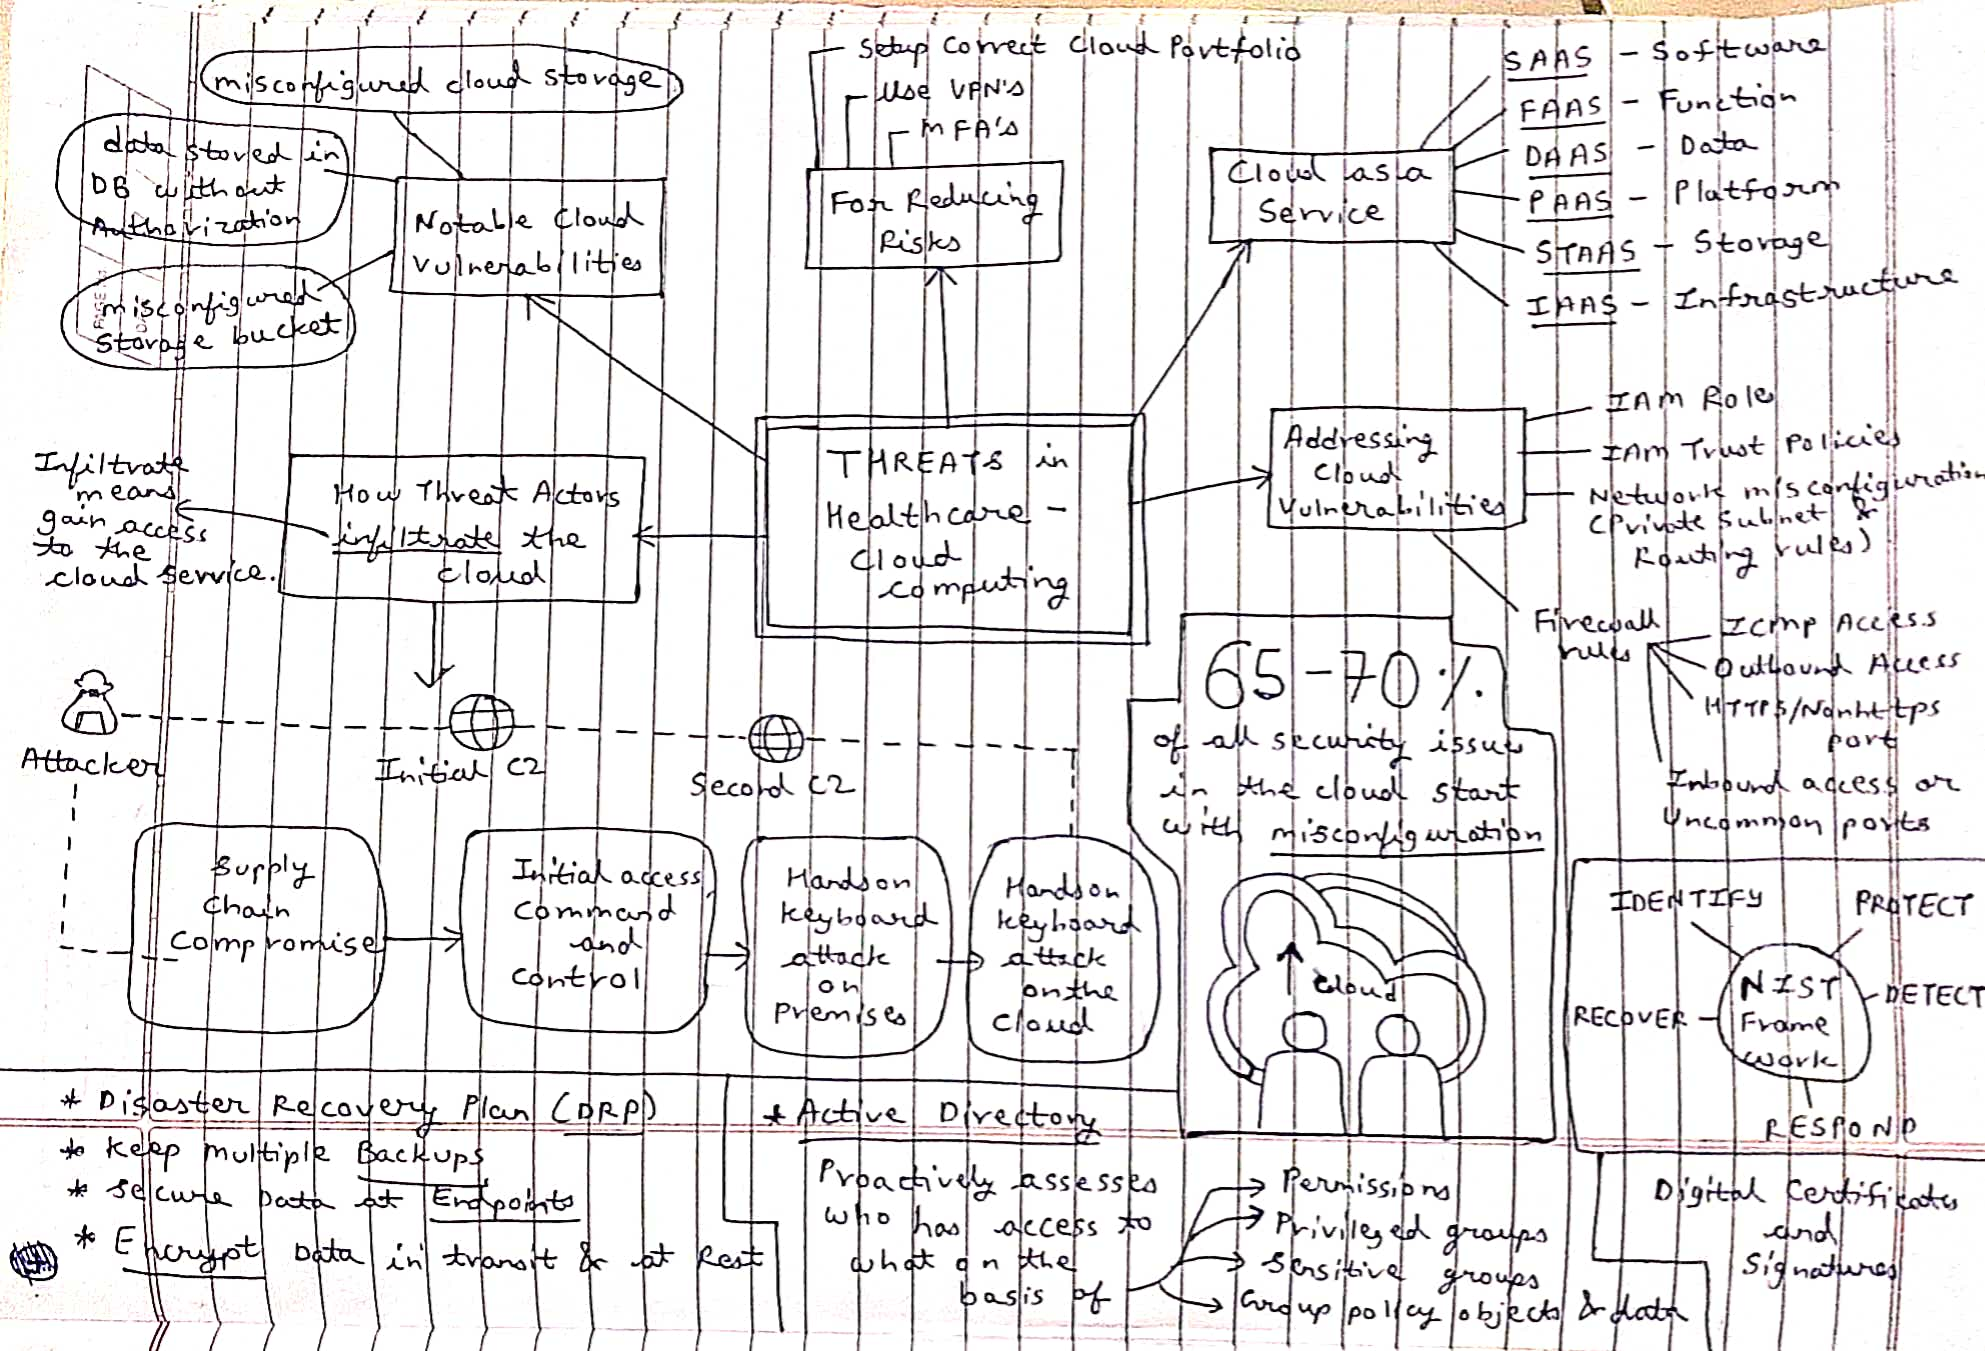 misconfigured cloud storage
data stored in
DB without
Authorization
misconfigured
storage bucket
Notable Cloud
Vulnerabilities
Setup Correct Cloud Portfolio
Use VPN'S
MFA'S
For Reducing
Risks
Cloud as a
Service
SAAS - Software
FAAS - Function
DAAS - Data
PAAS - Platform
STAAS - Storage
IAAS - Infrastructure
THREATS in
Healthcare -
Cloud
Computing
Addressing
Cloud
Vulnerabilities
IAM Role
IAM Trust Policies
Network misconfiguration
(Private Subnet &
Routing rules)
Firewall
rules
ICMP Access
Outbound Access
HTTPS/Nonhttps
port
Inbound access or
Uncommon ports
How Threat Actors
infiltrate the
cloud
Infiltrate
means
gain access
to the
cloud service.
Attacker
Initial C2
Second C2
Supply
Chain
Compromise
Initial access,
Command
and
Control
Hands on
Keyboard
attack
on
Premises
Hands on
Keyboard
attack
on the
Cloud
65-70%
of all security issues
in the cloud start
with misconfiguration
Cloud
IDENTIFY
PROTECT
DETECT
RESPOND
RECOVER
NIST
Frame
work
* Disaster Recovery Plan (DRP)
* Keep multiple Backups
* Secure Data at Endpoints
* Encrypt Data in transit & at Rest
* Active Directory
Proactively assesses
who has access to
what on the
basis of
Permissions
Privileged groups
Sensitive groups
Group policy objects & data
Digital Certificates
and
Signatures